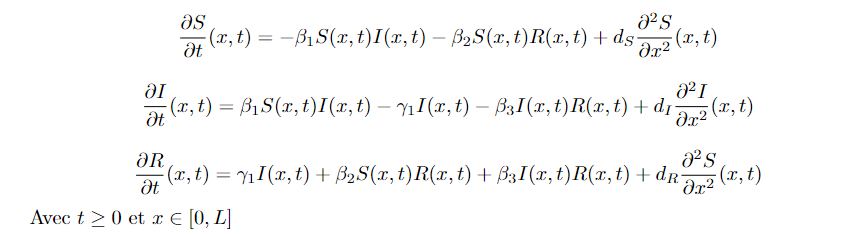 ∂S/∂t (x, t) = −β₁S(x, t)I(x, t) − β₂S(x, t)R(x, t) + d_S ∂²S/∂x² (x, t)
∂I/∂t (x, t) = β₁S(x, t)I(x, t) − γ₁I(x, t) − β₃I(x, t)R(x, t) + d_I ∂²I/∂x² (x, t)
∂R/∂t (x, t) = γ₁I(x, t) + β₂S(x, t)R(x, t) + β₃I(x, t)R(x, t) + d_R ∂²S/∂x² (x, t)
Avec t ≥ 0 et x ∈ [0, L]